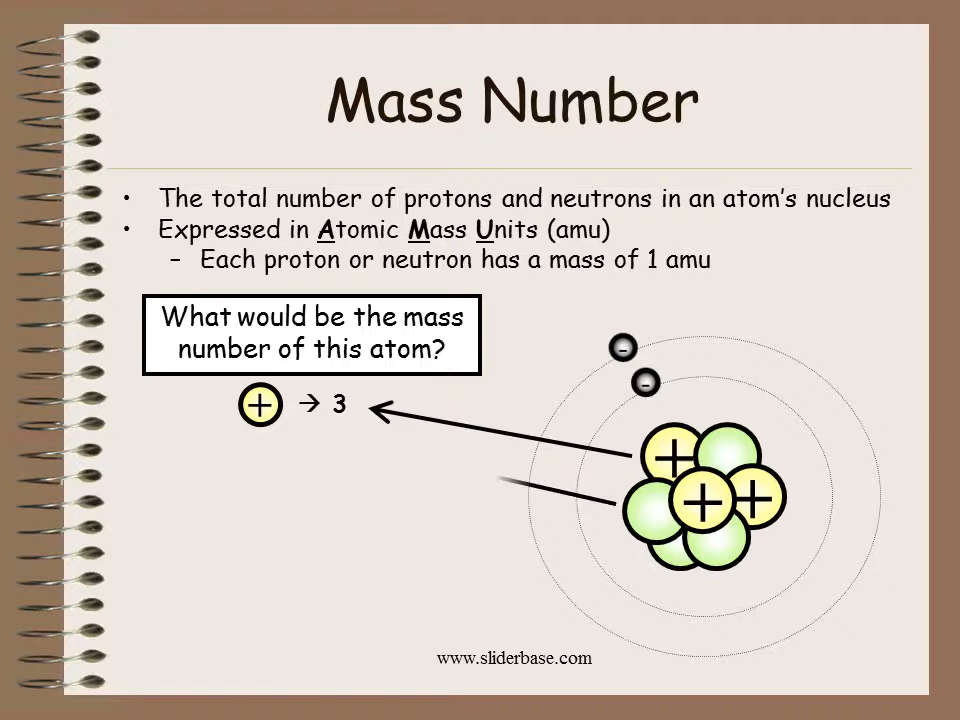 Mass Number
• The total number of protons and neutrons in an atom's nucleus
• Expressed in Atomic Mass Units (amu)
– Each proton or neutron has a mass of 1 amu
What would be the mass
number of this atom?
+ → 3
-
-
+
+ +
www.sliderbase.com